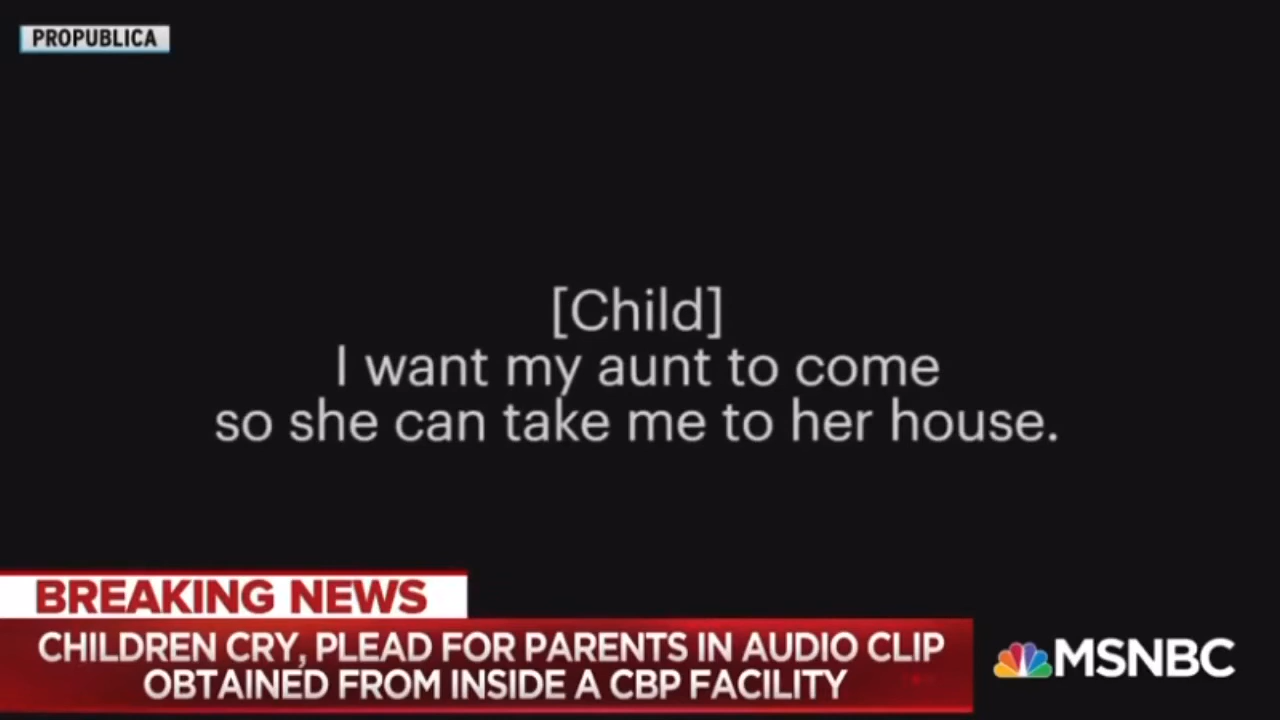 PROPUBLICA
[Child]
I want my aunt to come
so she can take me to her house.
BREAKING NEWS
CHILDREN CRY, PLEAD FOR PARENTS IN AUDIO CLIP
OBTAINED FROM INSIDE A CBP FACILITY
MSNBC